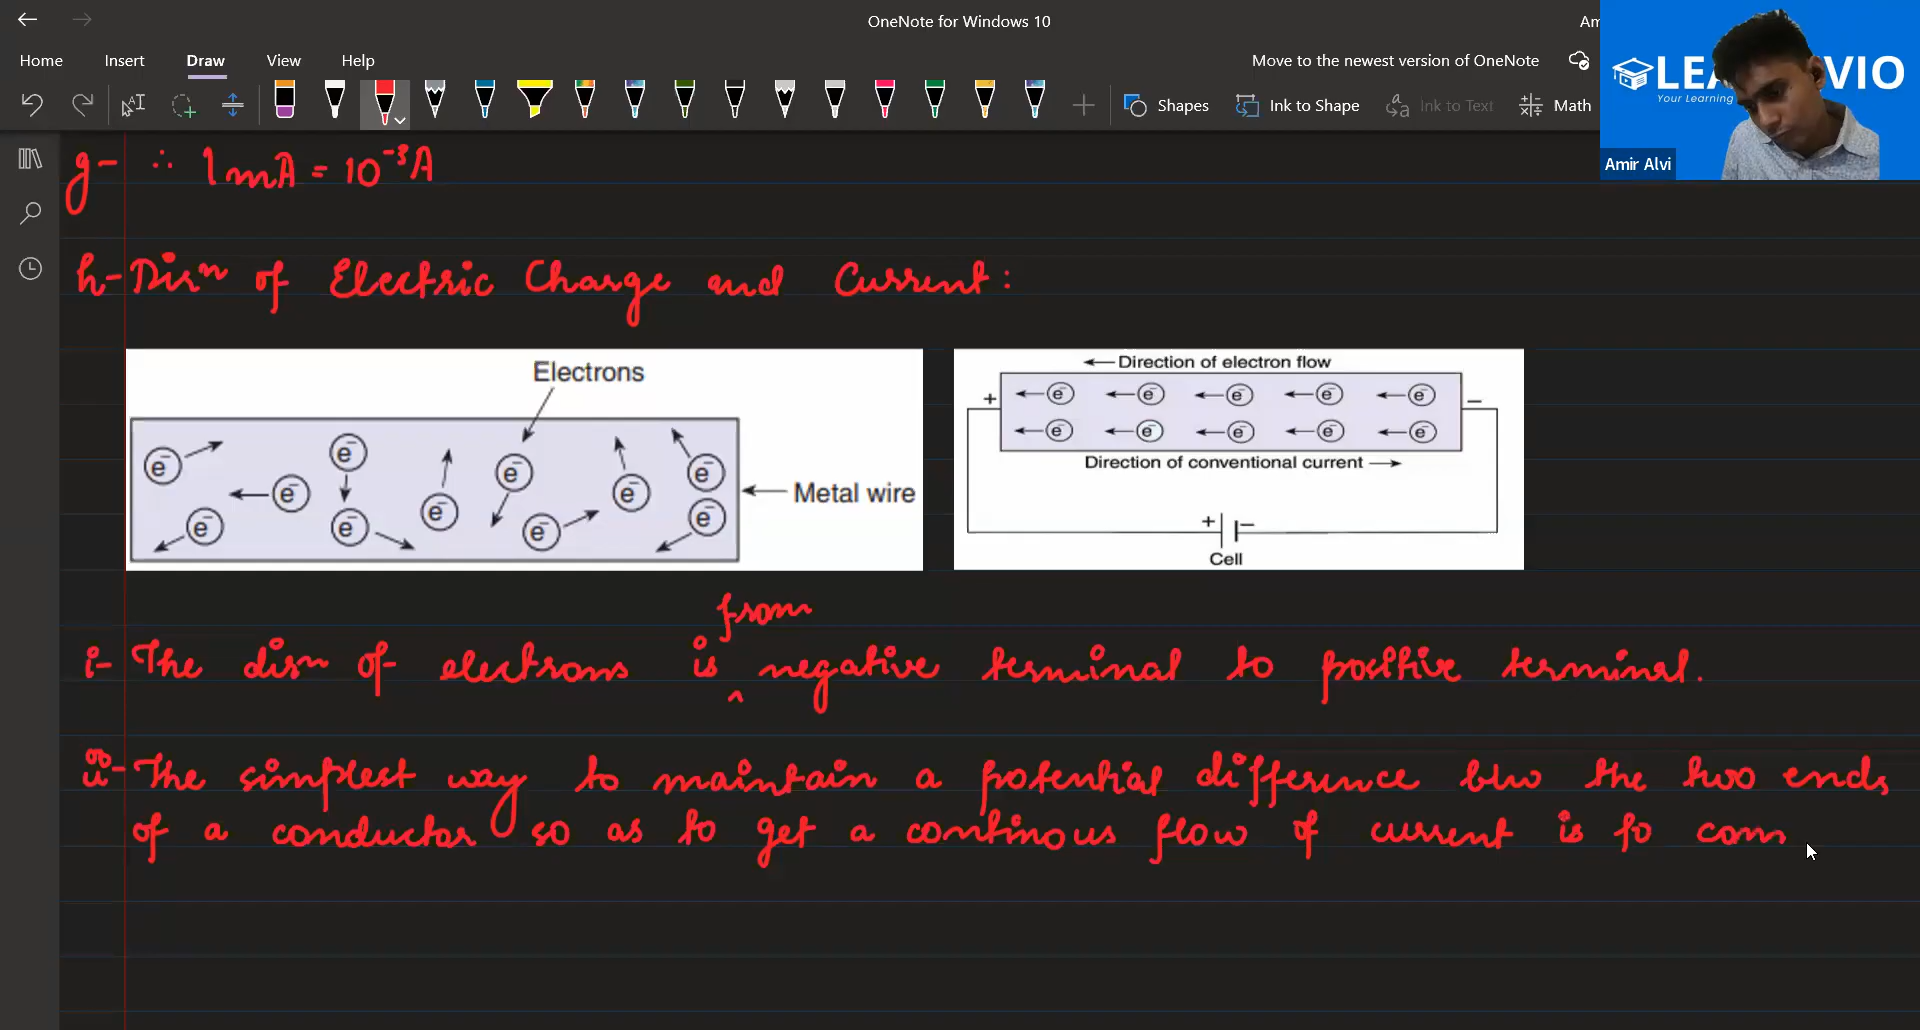 OneNote for Windows 10
Am
Home Insert Draw View Help
Move to the newest version of OneNote
Shapes Ink to Shape Ink to Text Math
LEA VIO
Your Learning
Amir Alvi
g- ∴ 1mA = 10⁻³A
h- Dirⁿ of Electric Charge and Current:
Electrons
e⁻ e⁻ e⁻ e⁻ e⁻ e⁻ e⁻ e⁻ e⁻ e⁻ e⁻
Metal wire
← Direction of electron flow
+ e⁻ e⁻ e⁻ e⁻ e⁻ −
e⁻ e⁻ e⁻ e⁻ e⁻
Direction of conventional current →
+ −
Cell
from
i- The dirn of electrons is ^ negative terminal to positive terminal.
ii- The simplest way to maintain a potential difference b/w the two ends
of a conductor so as to get a continous flow of current is to conn